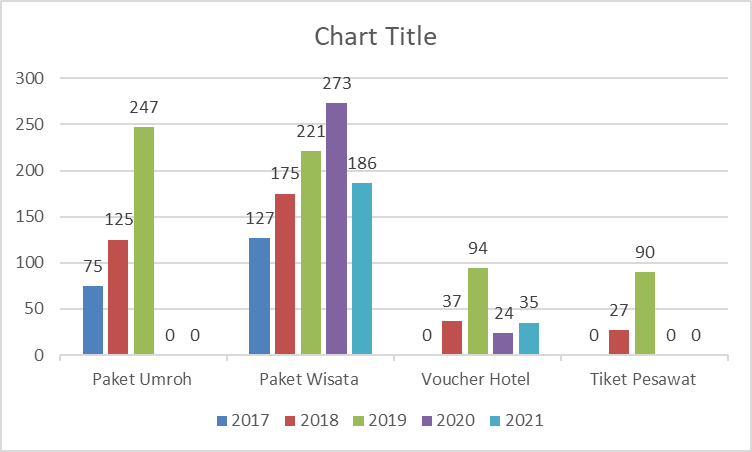 Chart Title
300
250
200
150
100
50
0
75 125 247 0 0
127 175 221 273 186
0 37 94 24 35
0 27 90 0 0
Paket Umroh Paket Wisata Voucher Hotel Tiket Pesawat
2017 2018 2019 2020 2021